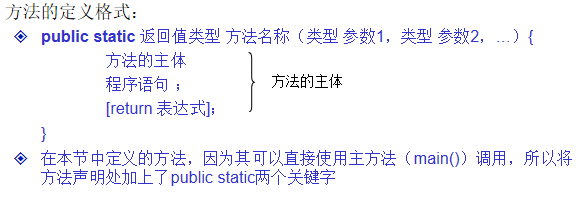 方法的定义格式：
public static 返回值类型 方法名称（类型 参数1，类型 参数2，…）{
方法的主体
程序语句 ；
[return 表达式]；
方法的主体
}
在本节中定义的方法，因为其可以直接使用主方法（main()）调用，所以将
方法声明处加上了public static两个关键字